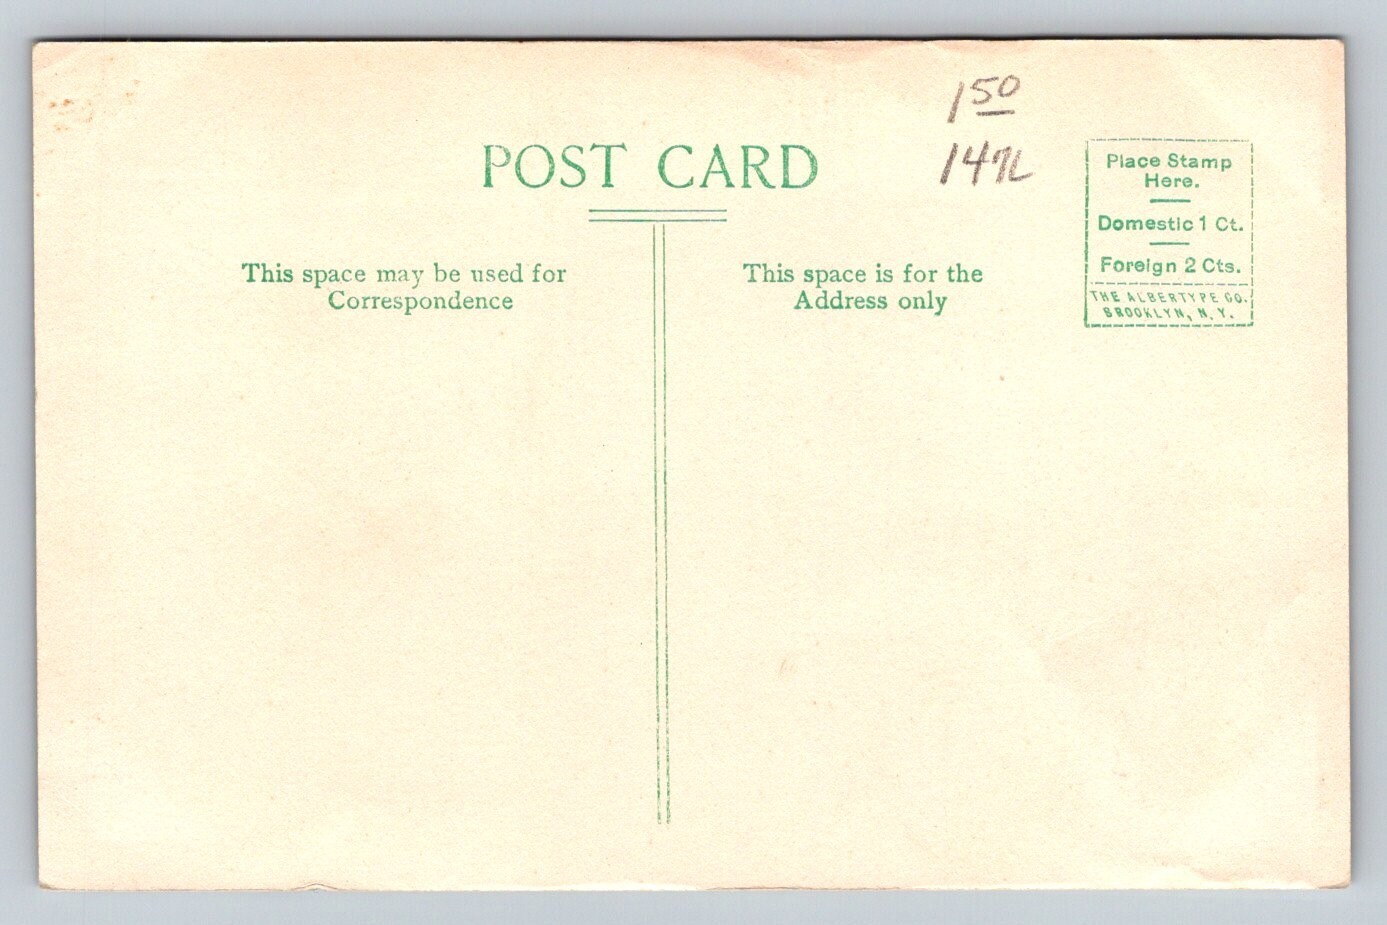 150
POST CARD
Place Stamp
Here.
Domestic 1 Ct.
Foreign 2 Cts.
THE ALBERTYPE CO.
BROOKLYN, N. Y.
This space may be used for
Correspondence
This space is for the
Address only